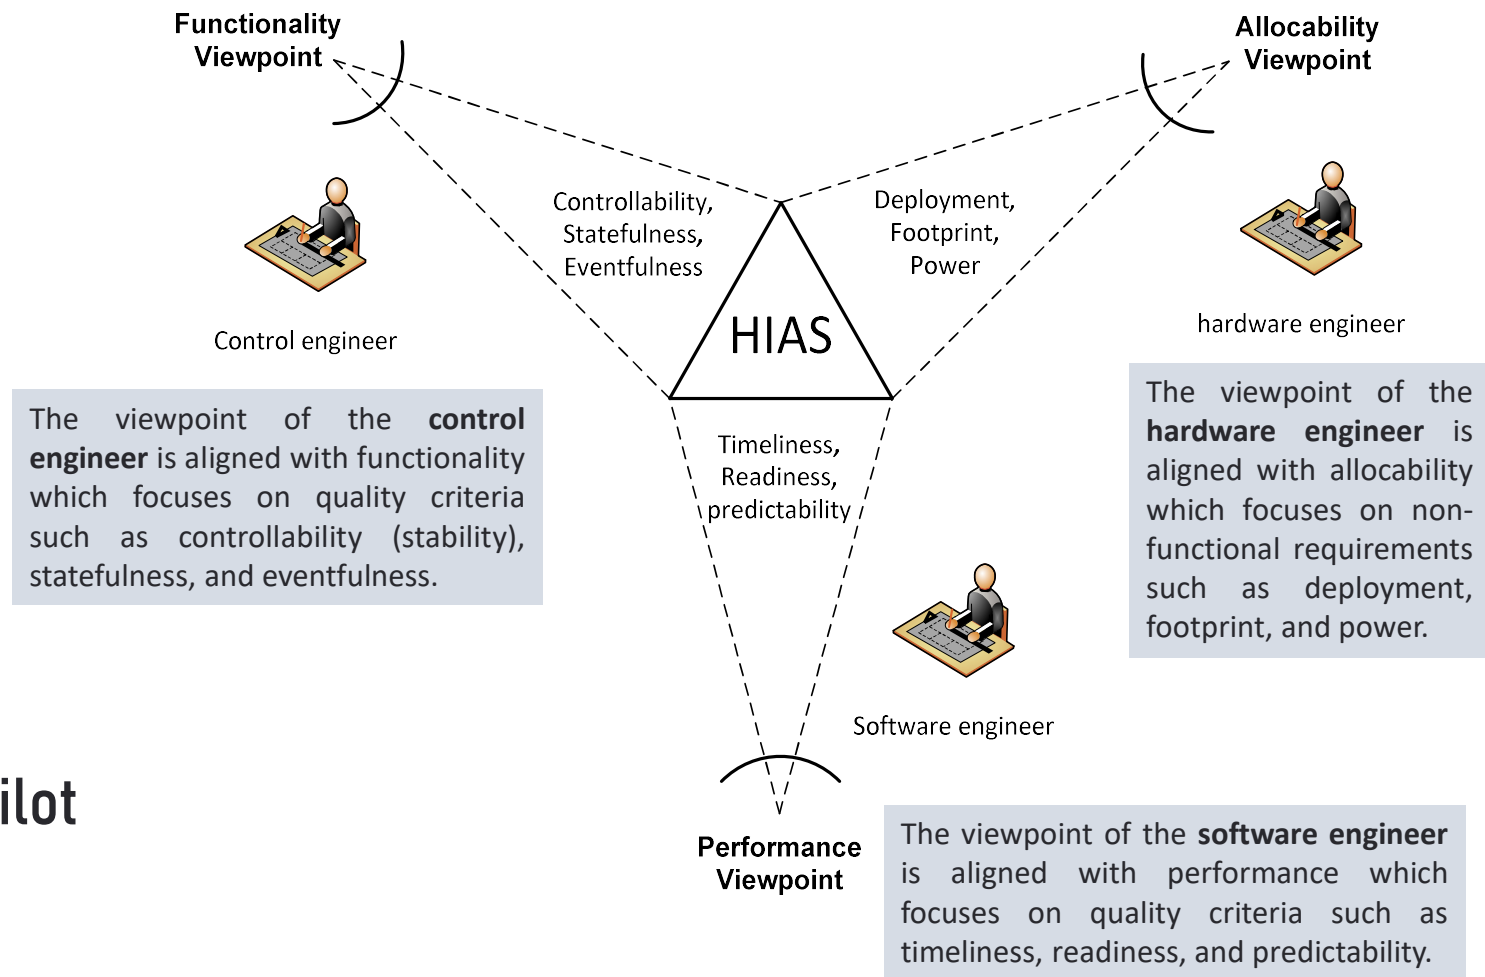 Functionality
Viewpoint
Allocability
Viewpoint
Controllability,
Statefulness,
Eventfulness
Deployment,
Footprint,
Power
HIAS
Control engineer
hardware engineer
The viewpoint of the control
engineer is aligned with functionality
which focuses on quality criteria
such as controllability (stability),
statefulness, and eventfulness.
The viewpoint of the
hardware engineer is
aligned with allocability
which focuses on non-
functional requirements
such as deployment,
footprint, and power.
Timeliness,
Readiness,
predictability
Software engineer
ilot
Performance
Viewpoint
The viewpoint of the software engineer
is aligned with performance which
focuses on quality criteria such as
timeliness, readiness, and predictability.